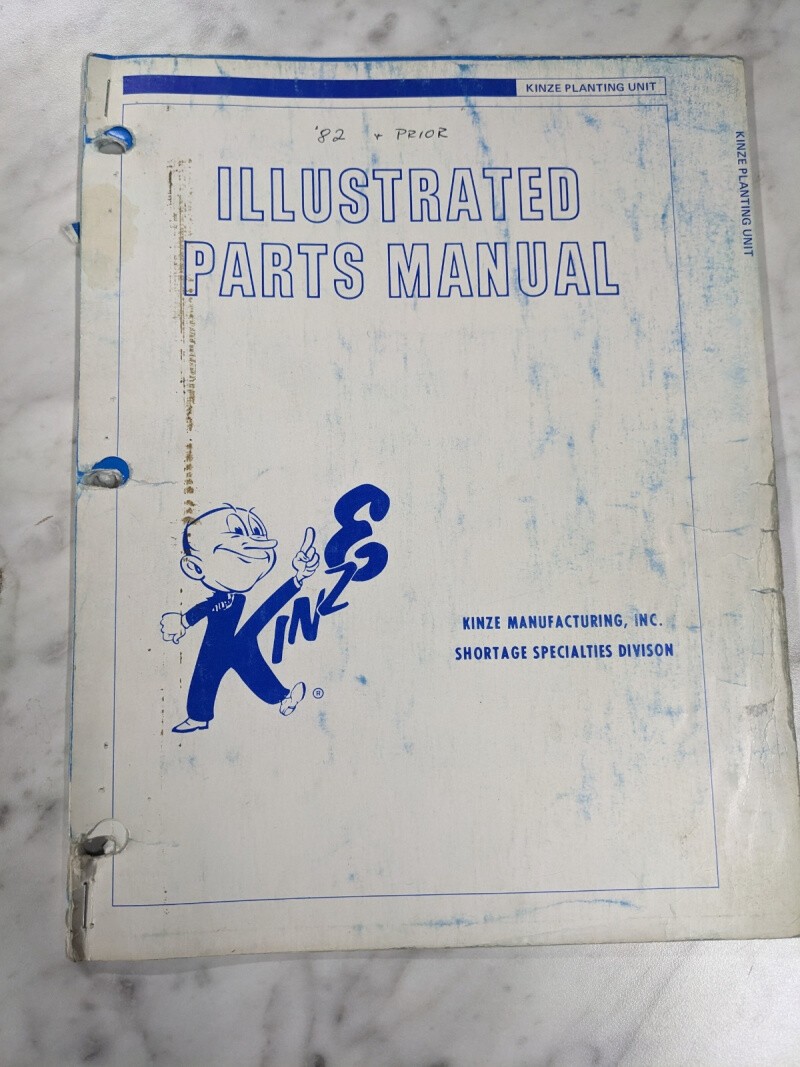 KINZE PLANTING UNIT
'82 + PRIOR
ILLUSTRATED
PARTS MANUAL
KINZE PLANTING UNIT
KINZE
®
KINZE MANUFACTURING, INC.
SHORTAGE SPECIALTIES DIVISON